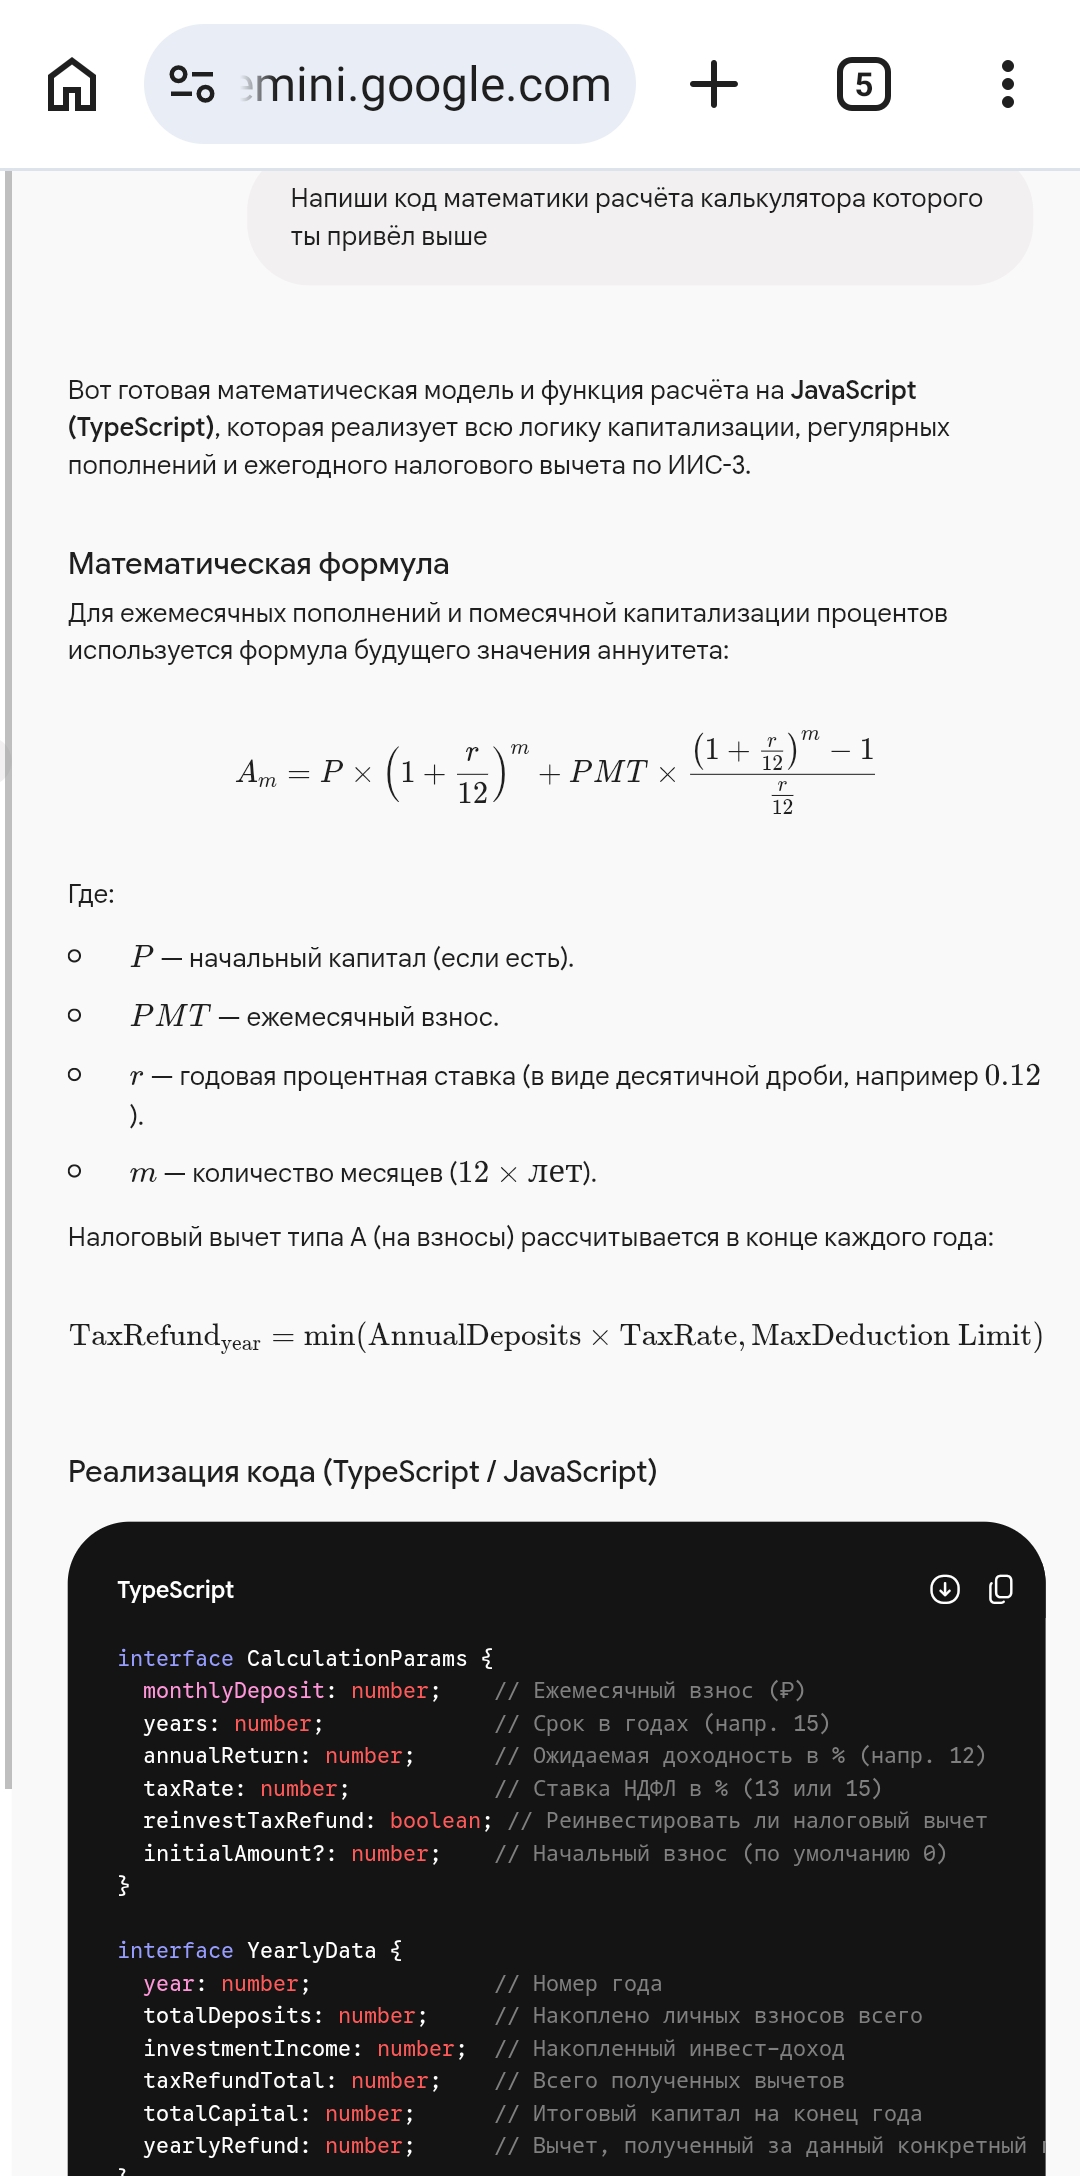 emini.google.com
5
Напиши код математики расчёта калькулятора которого
ты привёл выше
Вот готовая математическая модель и функция расчёта на JavaScript
(TypeScript), которая реализует всю логику капитализации, регулярных
пополнений и ежегодного налогового вычета по ИИС-3.
Математическая формула
Для ежемесячных пополнений и помесячной капитализации процентов
используется формула будущего значения аннуитета:
A_m = P × (1 + r/12)^m + PMT × ((1 + r/12)^m − 1)/(r/12)
Где:
P — начальный капитал (если есть).
PMT — ежемесячный взнос.
r — годовая процентная ставка (в виде десятичной дроби, например 0.12
).
m — количество месяцев (12 × лет).
Налоговый вычет типа А (на взносы) рассчитывается в конце каждого года:
TaxRefund_year = min(AnnualDeposits × TaxRate, MaxDeduction Limit)
Реализация кода (TypeScript / JavaScript)
TypeScript
interface CalculationParams {
monthlyDeposit: number; // Ежемесячный взнос (₽)
years: number; // Срок в годах (напр. 15)
annualReturn: number; // Ожидаемая доходность в % (напр. 12)
taxRate: number; // Ставка НДФЛ в % (13 или 15)
reinvestTaxRefund: boolean; // Реинвестировать ли налоговый вычет
initialAmount?: number; // Начальный взнос (по умолчанию 0)
}
interface YearlyData {
year: number; // Номер года
totalDeposits: number; // Накоплено личных взносов всего
investmentIncome: number; // Накопленный инвест-доход
taxRefundTotal: number; // Всего полученных вычетов
totalCapital: number; // Итоговый капитал на конец года
yearlyRefund: number; // Вычет, полученный за данный конкретный
}